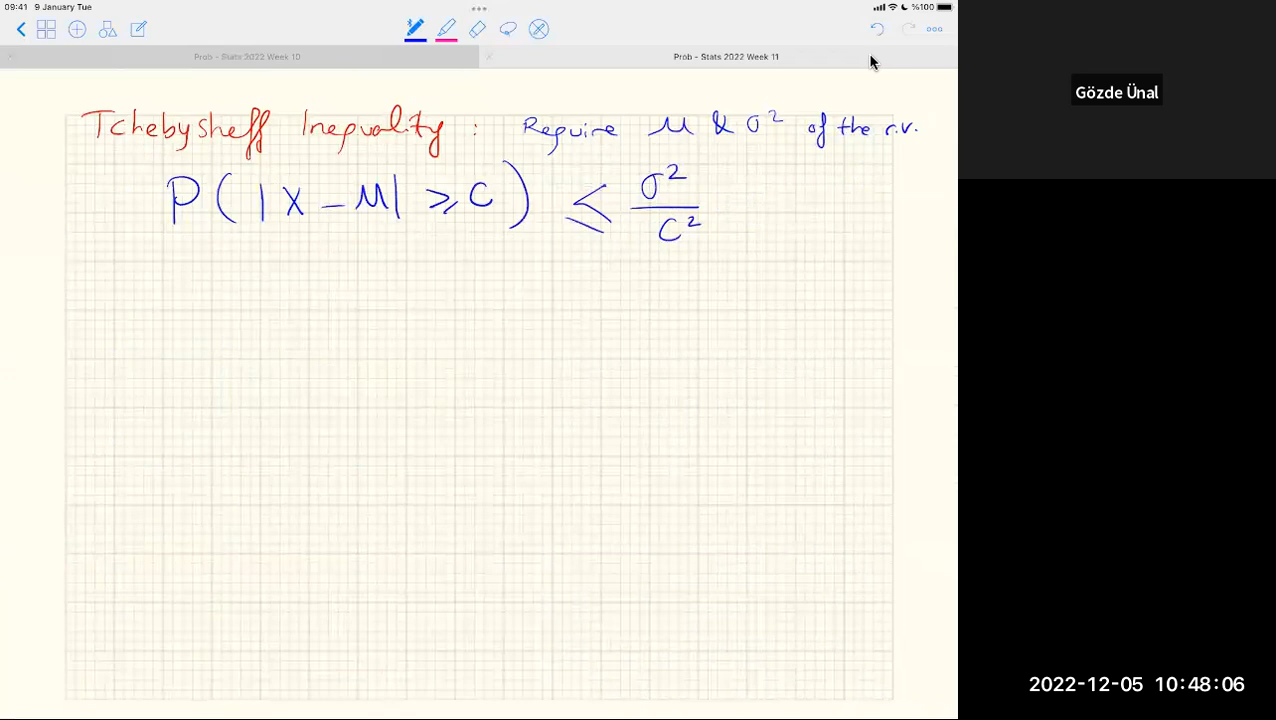 09:41 9 January Tue
%100
Prob - Stats 2022 Week 10
Prob - Stats 2022 Week 11
Gözde Ünal
Tchebysheff Inequality : Require μ & σ² of the r.v.
P(|X - μ| ≥ c) ≤ σ²/c²
2022-12-05 10:48:06